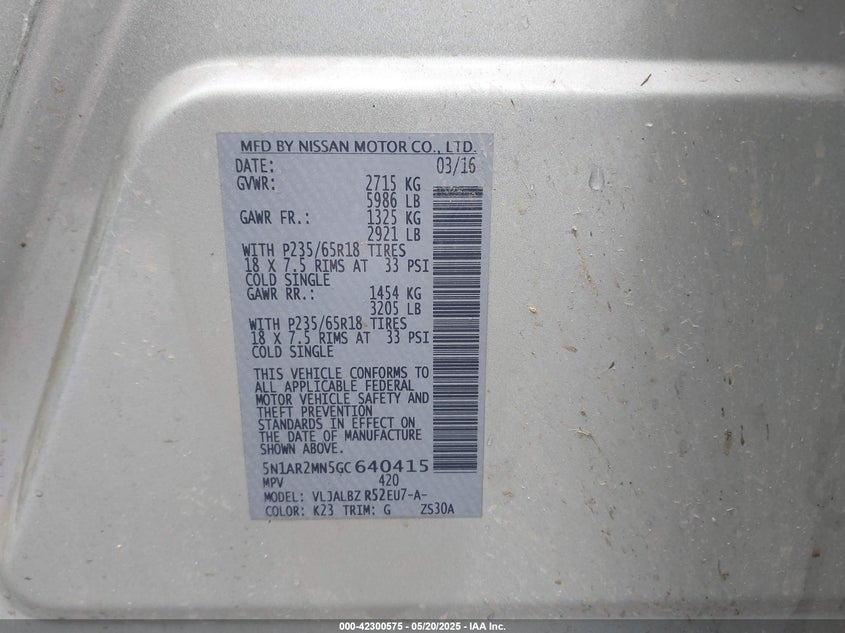 MFD BY NISSAN MOTOR CO., LTD.
DATE: 03/16
GVWR: 2715 KG
5986 LB
GAWR FR.: 1325 KG
2921 LB
WITH P235/65R18 TIRES
18 X 7.5 RIMS AT 33 PSI
COLD SINGLE
GAWR RR.: 1454 KG
3205 LB
WITH P235/65R18 TIRES
18 X 7.5 RIMS AT 33 PSI
COLD SINGLE
THIS VEHICLE CONFORMS TO
ALL APPLICABLE FEDERAL
MOTOR VEHICLE SAFETY AND
THEFT PREVENTION
STANDARDS IN EFFECT ON
THE DATE OF MANUFACTURE
SHOWN ABOVE.
5N1AR2MN5GC 640415
MPV 420
MODEL: VLJALBZ R52EU7-A-
COLOR: K23 TRIM: G ZS30A
000-42300575 - 05/20/2025 - IAA Inc.